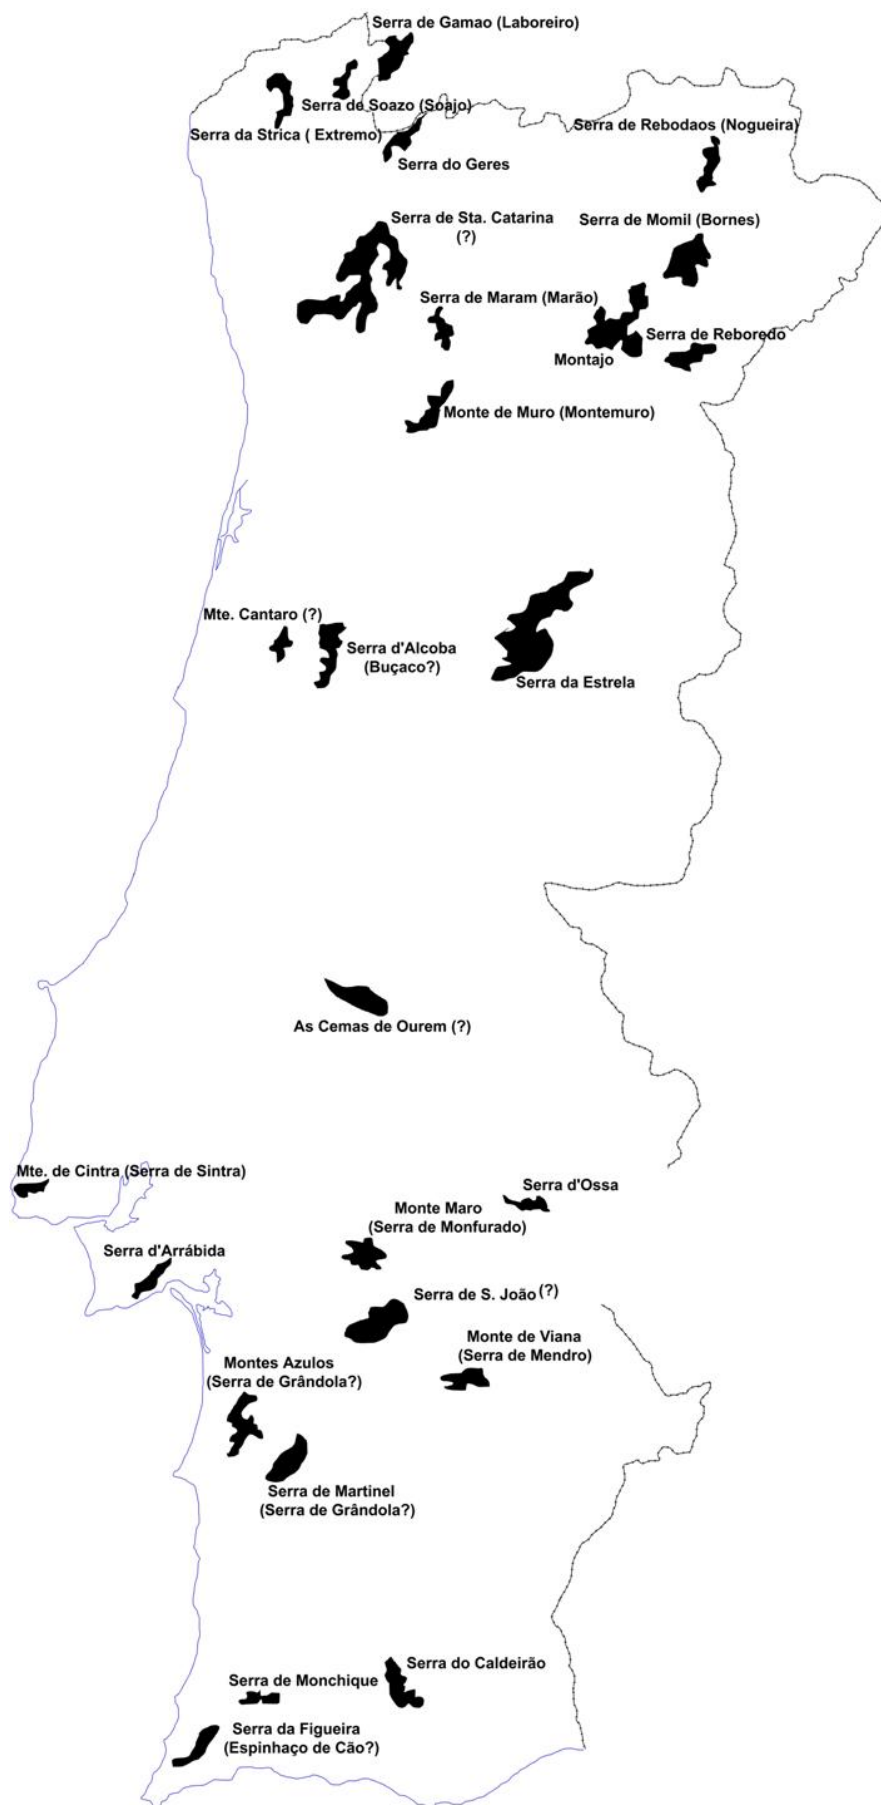 Serra de Gamao (Laboreiro)
Serra de Soazo (Soajo)
Serra da Strica ( Extremo)
Serra de Rebodaos (Nogueira)
Serra do Geres
Serra de Sta. Catarina
(?)
Serra de Momil (Bornes)
Serra de Maram (Marão)
Serra de Reboredo
Montajo
Monte de Muro (Montemuro)
Mte. Cantaro (?)
Serra d'Alcoba
(Buçaco?)
Serra da Estrela
As Cemas de Ourem (?)
Mte. de Cintra (Serra de Sintra)
Serra d'Ossa
Monte Maro
(Serra de Monfurado)
Serra d'Arrábida
Serra de S. João (?)
Monte de Viana
(Serra de Mendro)
Montes Azulos
(Serra de Grândola?)
Serra de Martinel
(Serra de Grândola?)
Serra do Caldeirão
Serra de Monchique
Serra da Figueira
(Espinhaço de Cão?)